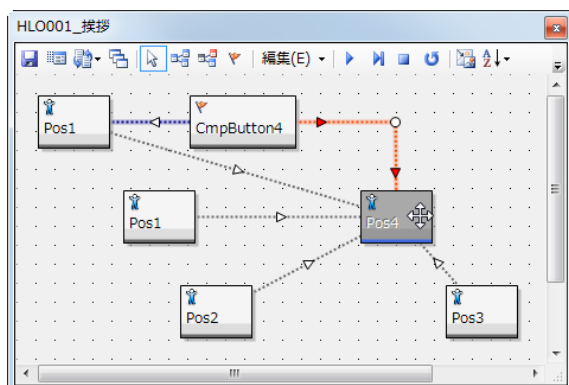 HLO001_挨拶
編集(E)
Pos1
CmpButton4
Pos1
Pos4
Pos2
Pos3